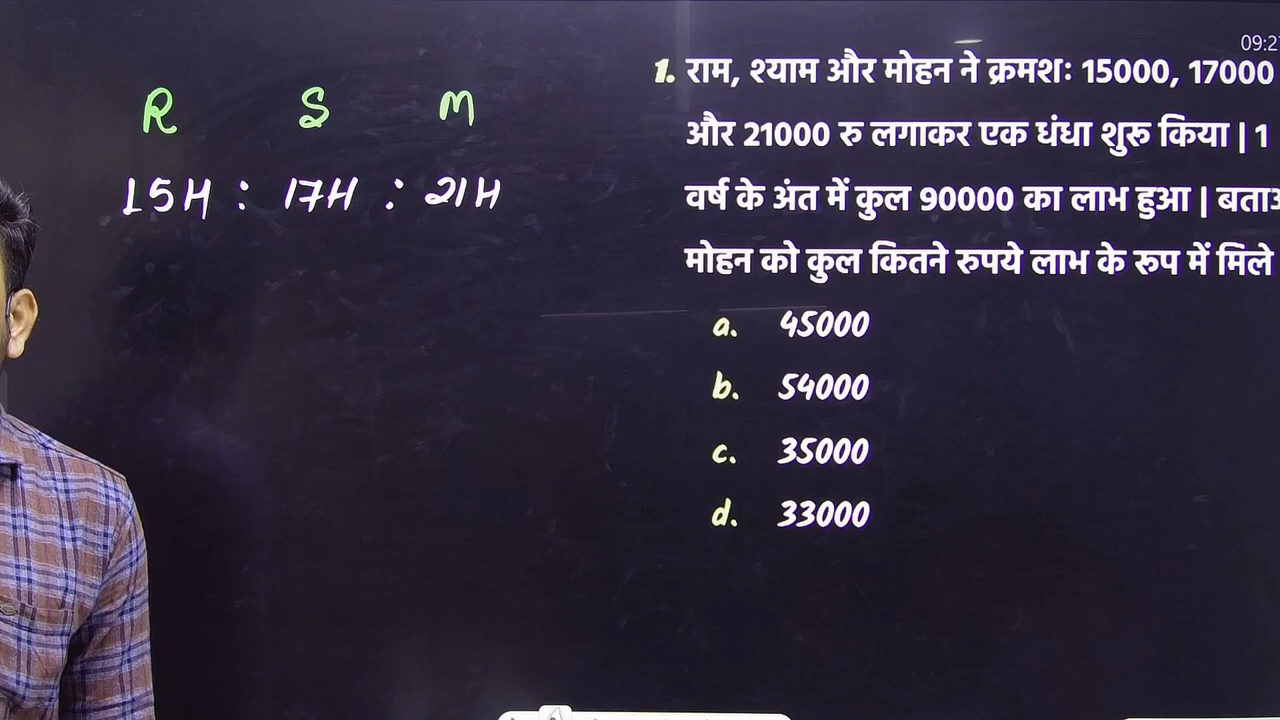 09:2
R S M
15H : 17H : 21H
1. राम, श्याम और मोहन ने क्रमशः 15000, 17000
और 21000 रु लगाकर एक धंधा शुरू किया | 1
वर्ष के अंत में कुल 90000 का लाभ हुआ |
मोहन को कुल कितने रुपये लाभ के रूप में मिले
a. 45000
b. 54000
c. 35000
d. 33000